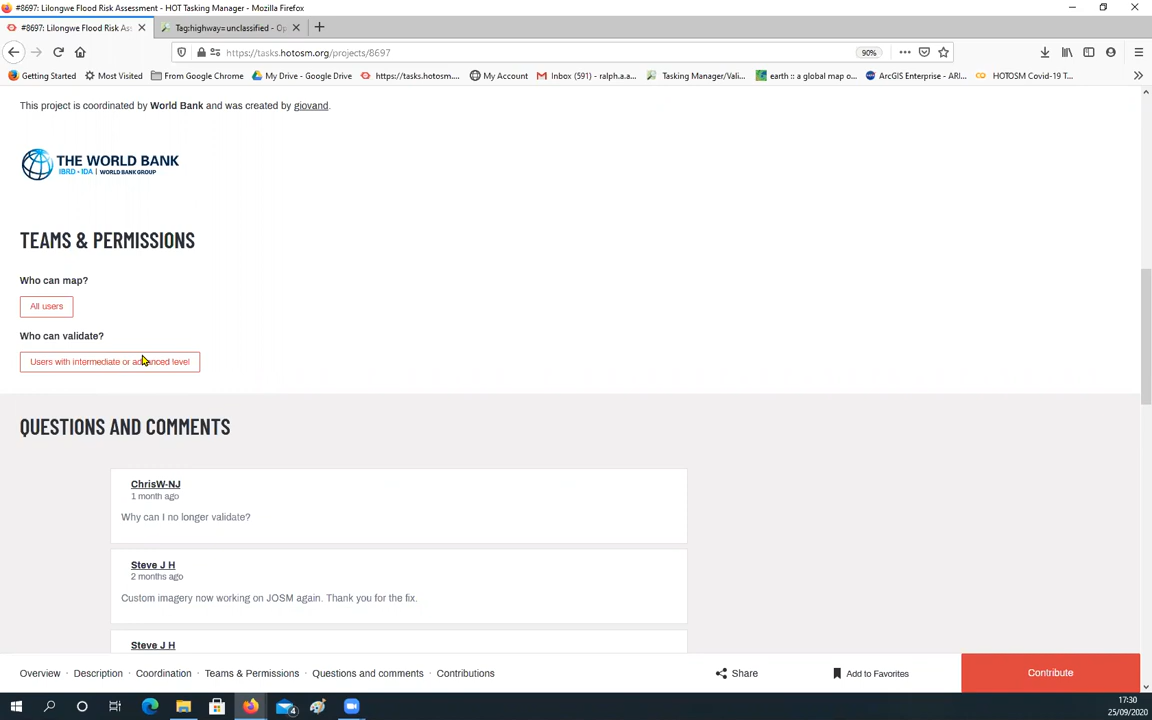 #8697: Lilongwe Flood Risk Assessment - HOT Tasking Manager - Mozilla Firefox
#8697: Lilongwe Flood Risk Ass
Tag:highway=unclassified - Op
https://tasks.hotosm.org/projects/8697
90%
Getting Started
Most Visited
From Google Chrome
My Drive - Google Drive
https://tasks.hotosm....
My Account
Inbox (591) - ralph.a.a...
Tasking Manager/Vali...
earth :: a global map o...
ArcGIS Enterprise - ARI...
HOTOSM Covid-19 T...
This project is coordinated by World Bank and was created by giovand.
THE WORLD BANK
IBRD • IDA | WORLD BANK GROUP
TEAMS & PERMISSIONS
Who can map?
All users
Who can validate?
Users with intermediate or advanced level
QUESTIONS AND COMMENTS
ChrisW-NJ
1 month ago
Why can I no longer validate?
Steve J H
2 months ago
Custom imagery now working on JOSM again. Thank you for the fix.
Steve J H
Overview · Description · Coordination · Teams & Permissions · Questions and comments · Contributions
Share
Add to Favorites
Contribute
4
17:30
25/09/2020